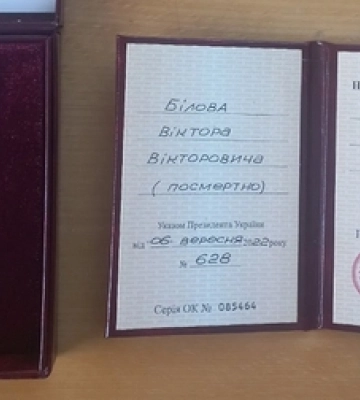 Білова
Віктора
Вікторовича
(посмертно)
Указом Президента України
від 06 вересня 2022 року
№ 628
Серія ОК № 085464